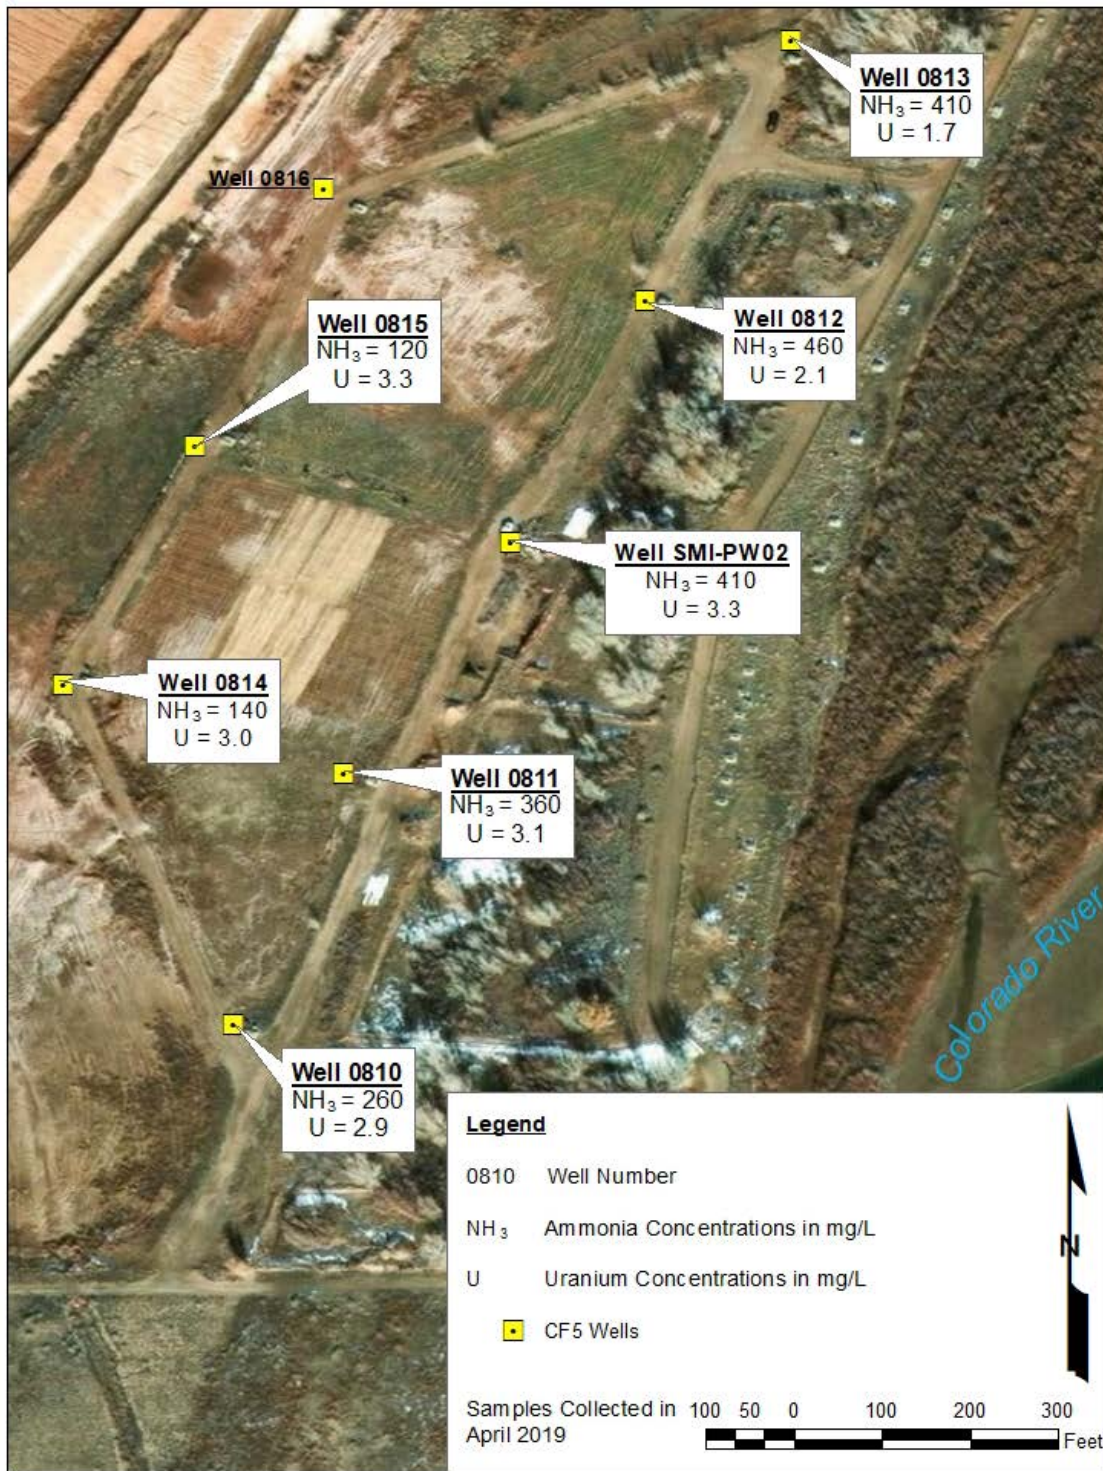 Well 0813
NH₃ = 410
U = 1.7
Well 0816
Well 0815
NH₃ = 120
U = 3.3
Well 0812
NH₃ = 460
U = 2.1
Well SMI-PW02
NH₃ = 410
U = 3.3
Well 0814
NH₃ = 140
U = 3.0
Well 0811
NH₃ = 360
U = 3.1
Colorado River
Well 0810
NH₃ = 260
U = 2.9
Legend
0810 Well Number
NH₃ Ammonia Concentrations in mg/L
U Uranium Concentrations in mg/L
CF5 Wells
N
Samples Collected in
April 2019
100 50 0 100 200 300
Feet